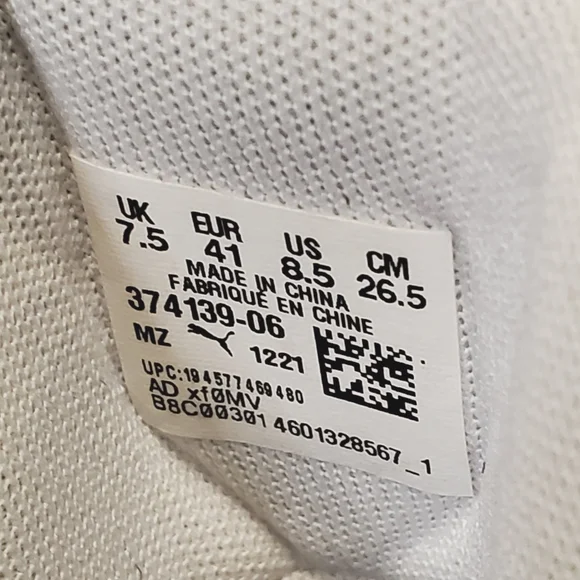 UK EUR US CM
7.5 41 8.5 26.5
MADE IN CHINA
FABRIQUÉ EN CHINE
374139-06
MZ 1221
UPC:194577469480
AD xf0MV
B8C00301 4601328567_1